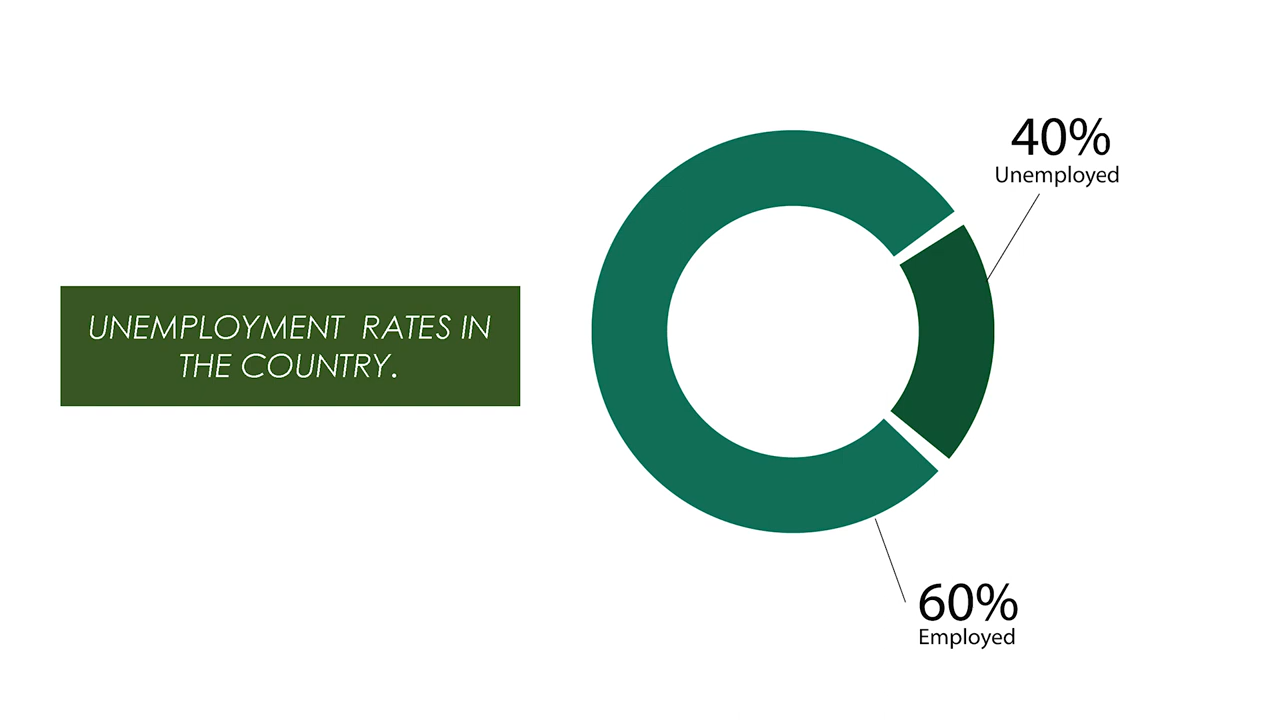 UNEMPLOYMENT RATES IN
THE COUNTRY.
40%
Unemployed
60%
Employed